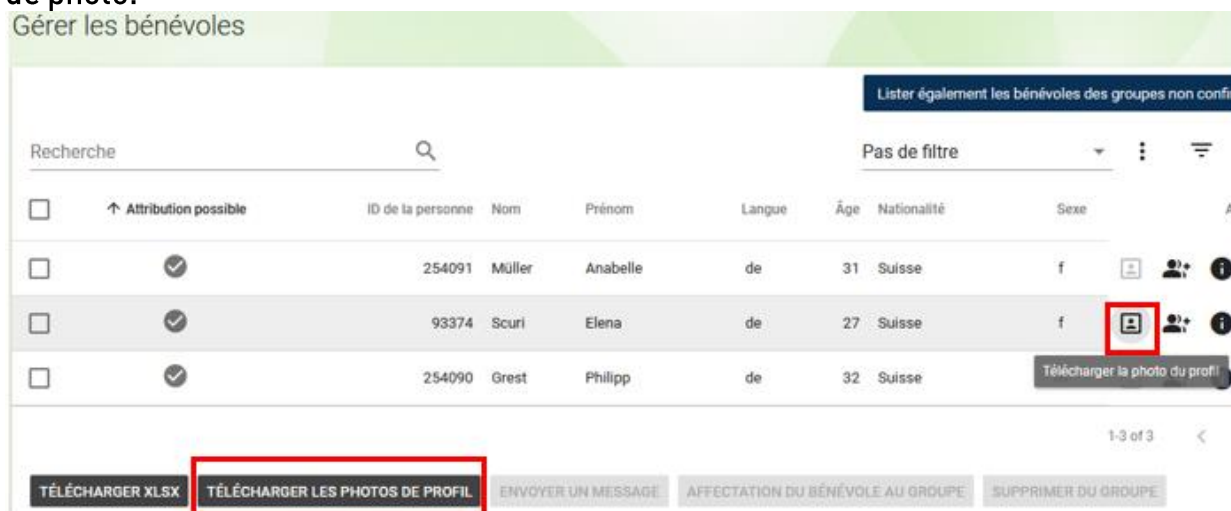 de photo.
Gérer les bénévoles
Lister également les bénévoles des groupes non confi
Recherche Pas de filtre
Attribution possible ID de la personne Nom Prénom Langue Âge Nationalité Sexe
254091 Müller Anabelle de 31 Suisse f
93374 Scuri Elena de 27 Suisse f
254090 Grest Philipp de 32 Suisse
Télécharger la photo du profil
1-3 of 3
TÉLÉCHARGER XLSX TÉLÉCHARGER LES PHOTOS DE PROFIL ENVOYER UN MESSAGE AFFECTATION DU BÉNÉVOLE AU GROUPE SUPPRIMER DU GROUPE